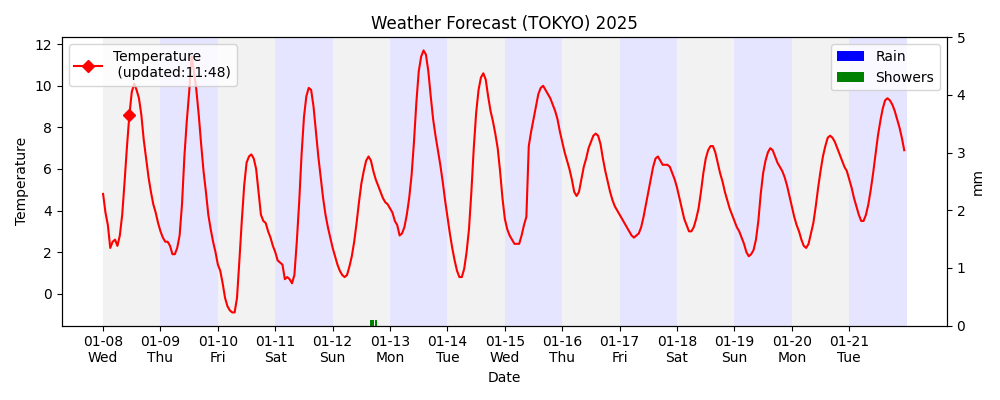 Weather Forecast (TOKYO) 2025
Temperature
(updated:11:48)
Rain
Showers
Temperature
12
10
8
6
4
2
0
5
4
3
2
1
0
mm
01-08 01-09 01-10 01-11 01-12 01-13 01-14 01-15 01-16 01-17 01-18 01-19 01-20 01-21
Wed Thu Fri Sat Sun Mon Tue Wed Thu Fri Sat Sun Mon Tue
Date